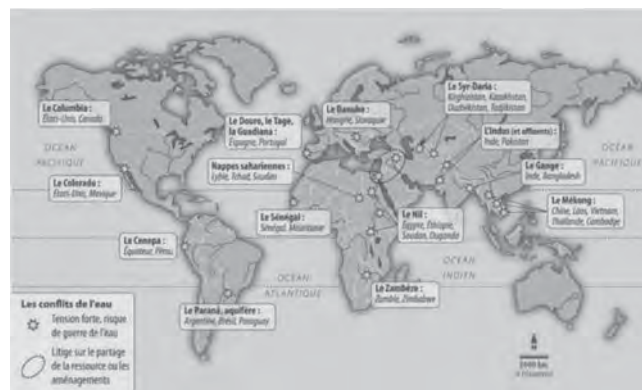 Le Columbia :
États-Unis, Canada
Le Colorado :
États-Unis, Mexique
Le Douro, le Tage,
la Guadiana :
Espagne, Portugal
Nappes sahariennes :
Lybie, Tchad, Soudan
Le Danube :
Hongrie, Slovaquie
Le Syr-Daria :
Kirghizistan, Kazakhstan,
Ouzbékistan, Tadjikistan
L'Indus (et affluents) :
Inde, Pakistan
Le Gange :
Inde, Bangladesh
Le Mékong :
Chine, Laos, Vietnam,
Thaïlande, Cambodge
Le Sénégal :
Sénégal, Mauritanie
Le Nil :
Égypte, Éthiopie,
Soudan, Ouganda
Le Cenepa :
Équateur, Pérou
Le Zambèze :
Zambie, Zimbabwe
Le Paraná, aquifère :
Argentine, Brésil, Paraguay
OCÉAN
PACIFIQUE
OCÉAN
PACIFIQUE
OCÉAN
ATLANTIQUE
OCÉAN
INDIEN
Les conflits de l'eau
Tension forte, risque
de guerre de l'eau
Litige sur le partage
de la ressource ou les
aménagements
N